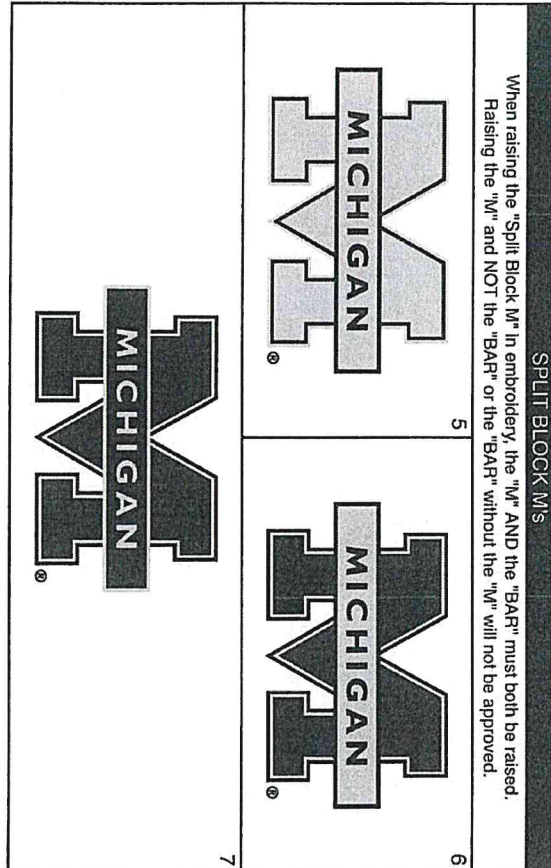 SPLIT BLOCK M's
When raising the "Split Block M" in embroidery, the "M" AND the "BAR" must both be raised.
Raising the "M" and NOT the "BAR" or the "BAR" without the "M" will not be approved.
MICHIGAN
®
5
MICHIGAN
®
6
MICHIGAN
®
7